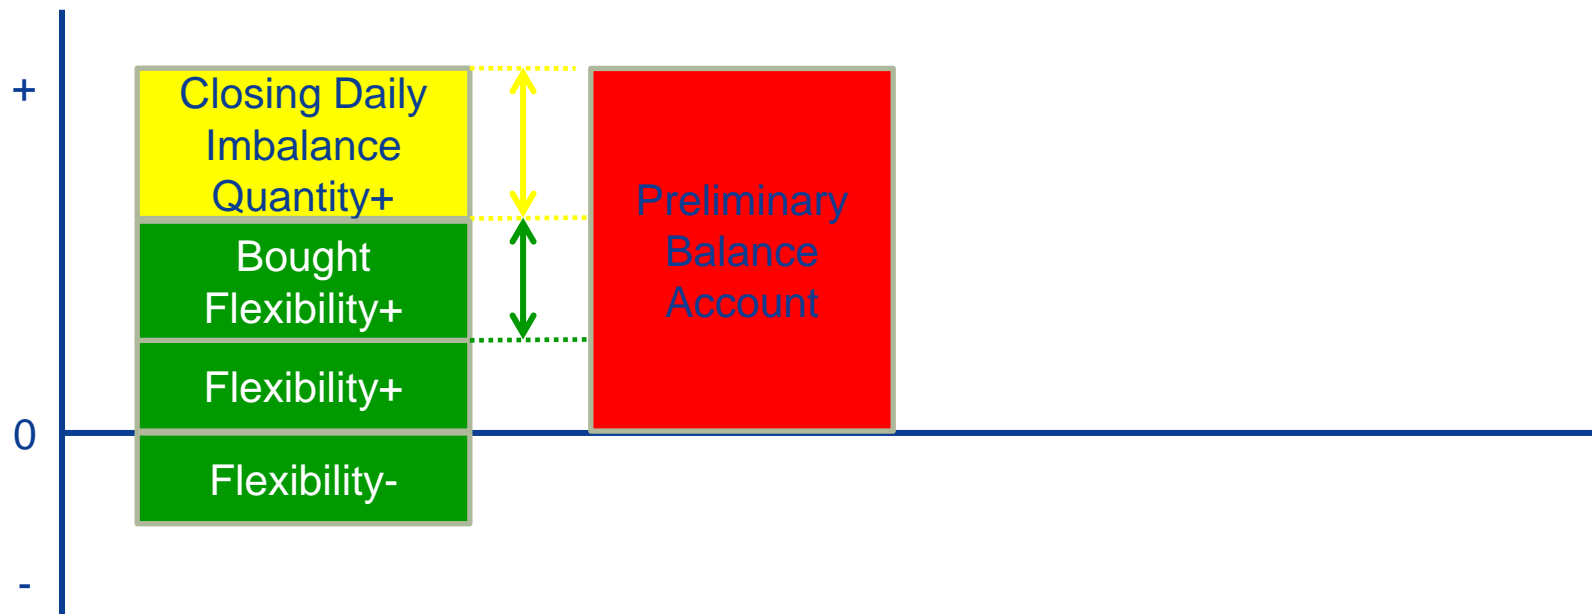 +
Closing Daily
Imbalance
Quantity+
Bought
Flexibility+
Flexibility+
Flexibility-
Preliminary
Balance
Account
0
-